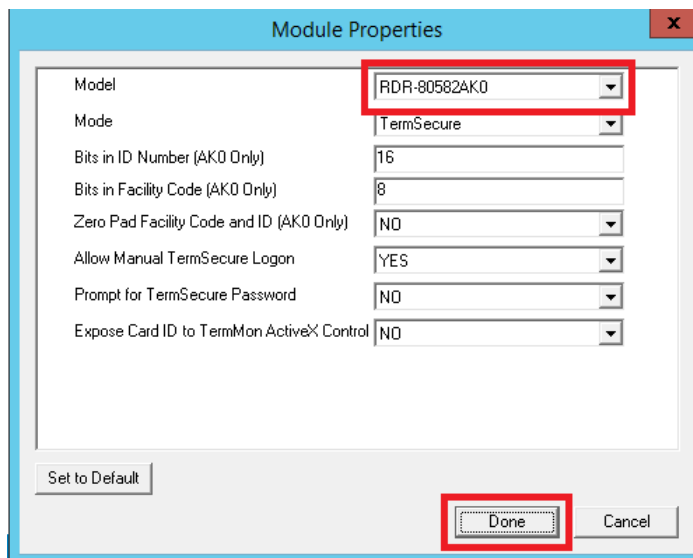 Module Properties
x
Model RDR-80582AK0
Mode TermSecure
Bits in ID Number (AK0 Only) 16
Bits in Facility Code (AK0 Only) 8
Zero Pad Facility Code and ID (AK0 Only) NO
Allow Manual TermSecure Logon YES
Prompt for TermSecure Password NO
Expose Card ID to TermMon ActiveX Control NO
Set to Default
Done Cancel